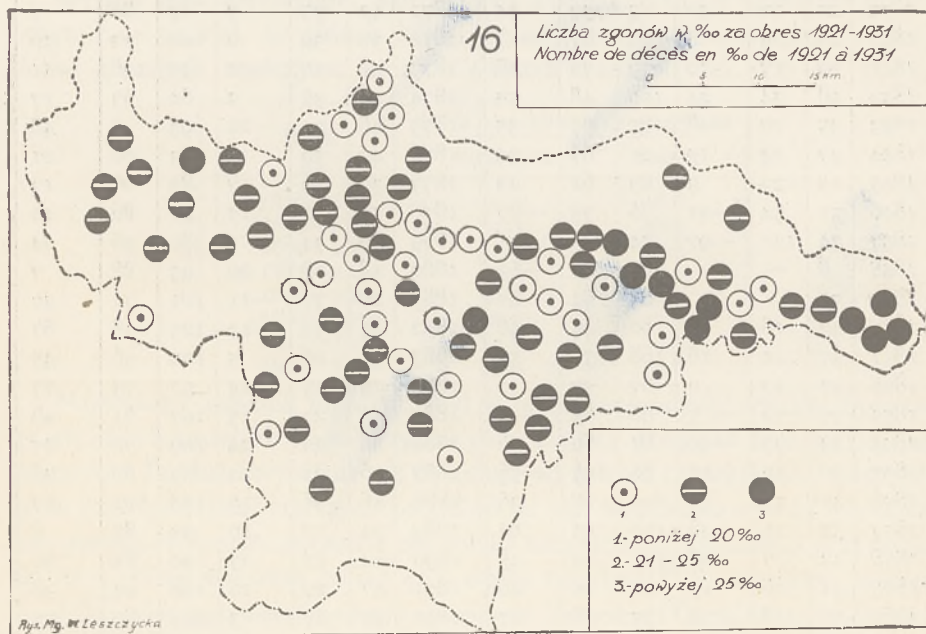 16
Liczba zgonów w ‰ za obres 1921-1931
Nombre de décès en ‰ de 1921 à 1931
0 5 10 15 km
1 2 3
1.-poniżej 20‰
2.-21 - 25 ‰
3.-powyżej 25‰
Rys. Mg. W. Leszczycka